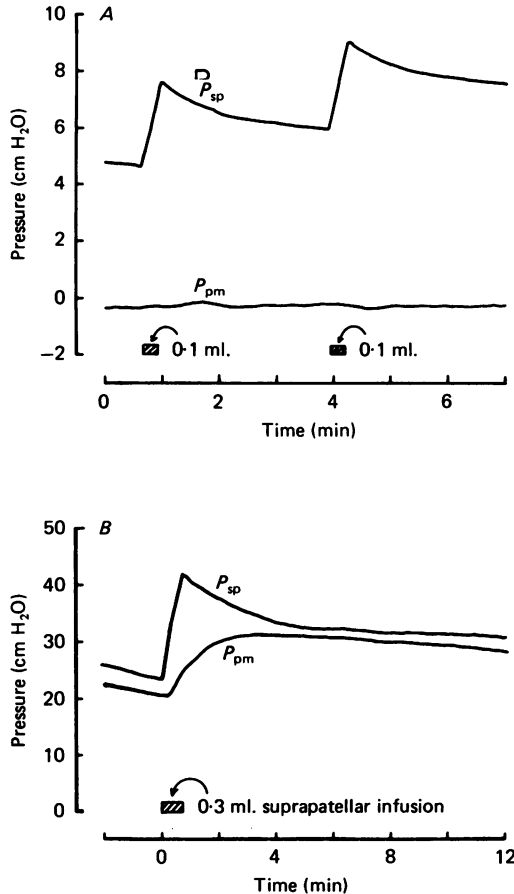 A
10
8
6
4
2
0
−2
Pressure (cm H₂O)
Psp
Ppm
0·1 ml.
0·1 ml.
0 2 4 6
Time (min)
B
50
40
30
20
10
0
Pressure (cm H₂O)
Psp
Ppm
0·3 ml. suprapatellar infusion
0 4 8 12
Time (min)